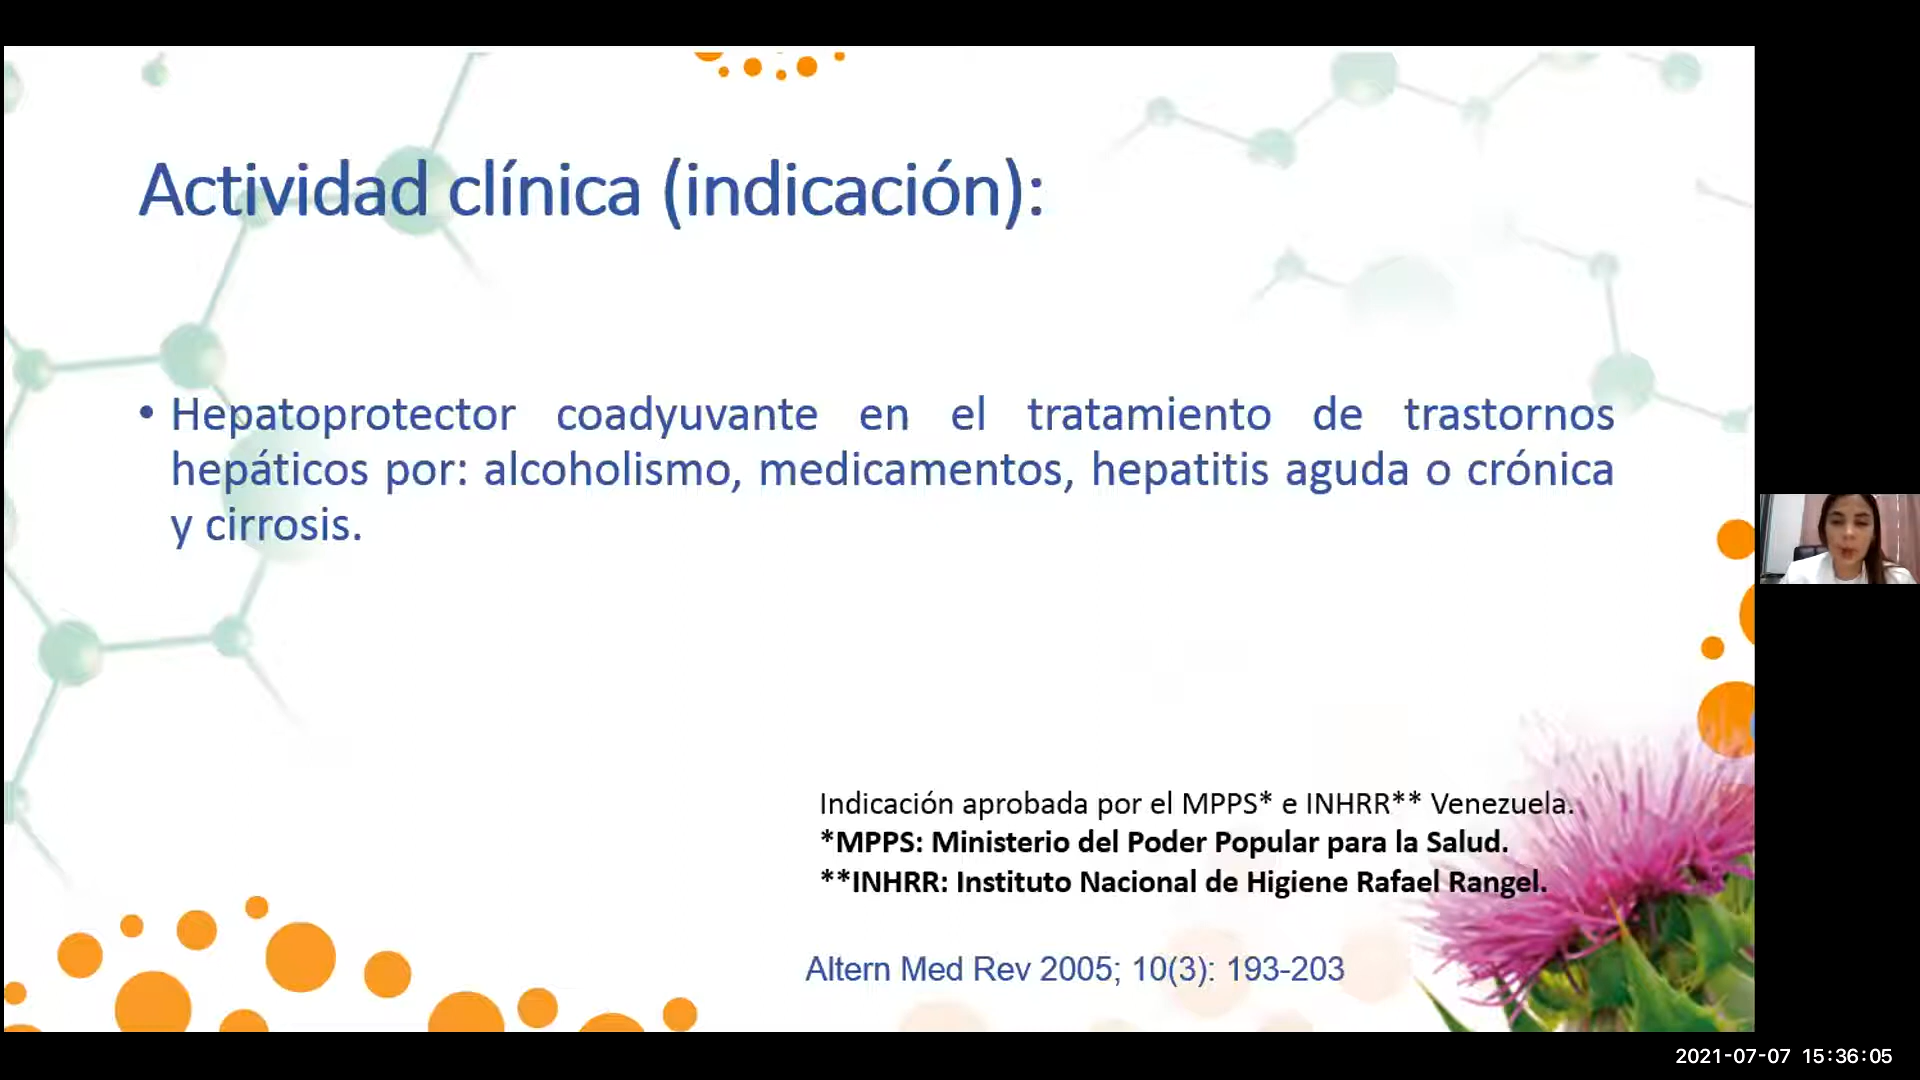 Actividad clínica (indicación):
• Hepatoprotector coadyuvante en el tratamiento de trastornos
hepáticos por: alcoholismo, medicamentos, hepatitis aguda o crónica
y cirrosis.
Indicación aprobada por el MPPS* e INHRR** Venezuela.
*MPPS: Ministerio del Poder Popular para la Salud.
**INHRR: Instituto Nacional de Higiene Rafael Rangel.
Altern Med Rev 2005; 10(3): 193-203
2021-07-07 15:36:05